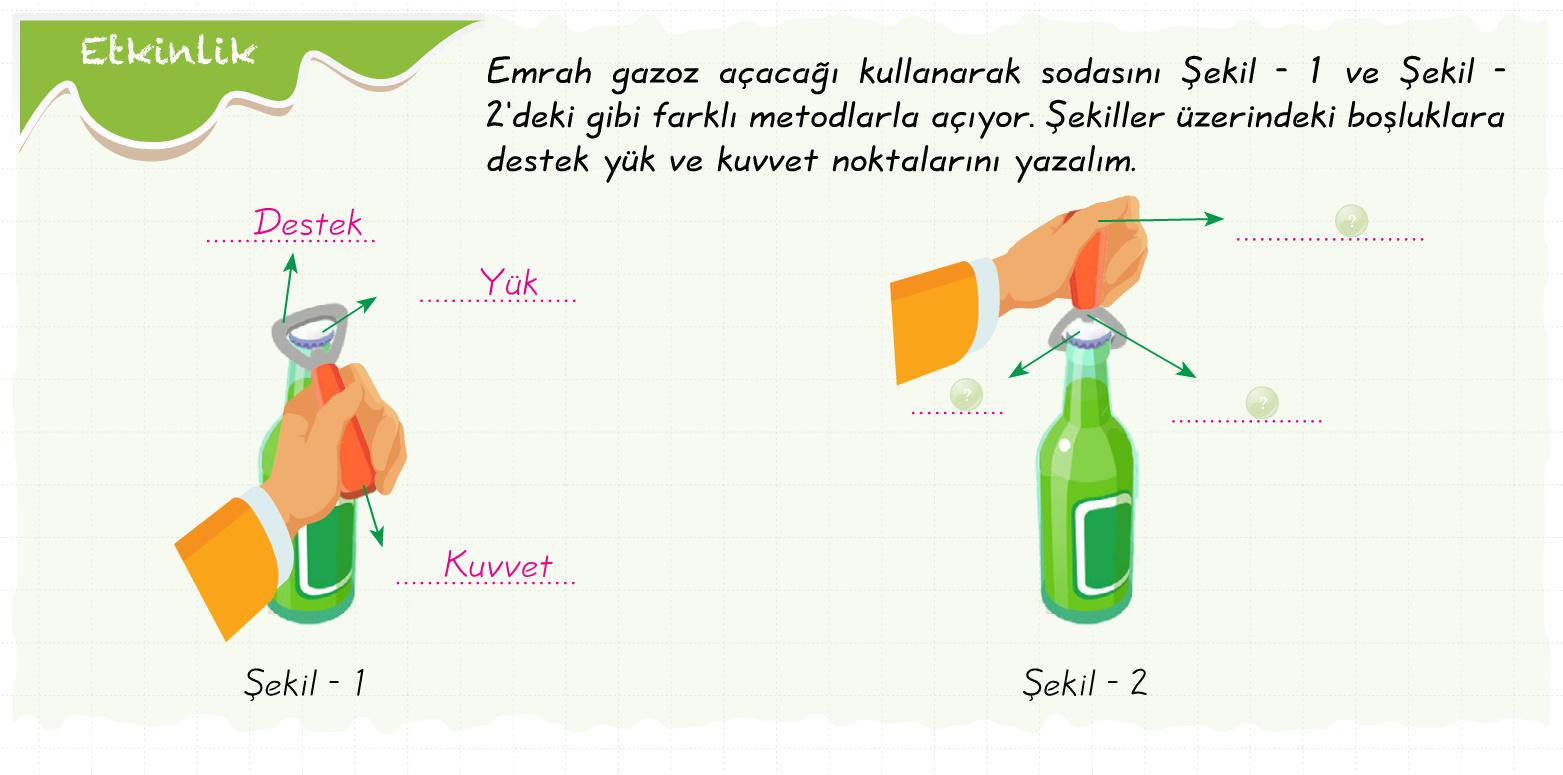 Etkinlik
Emrah gazoz açacağı kullanarak sodasını Şekil - 1 ve Şekil -
2'deki gibi farklı metodlarla açıyor. Şekiller üzerindeki boşluklara
destek yük ve kuvvet noktalarını yazalım.
Destek
Yük
Kuvvet
?
?
?
Şekil - 1
Şekil - 2